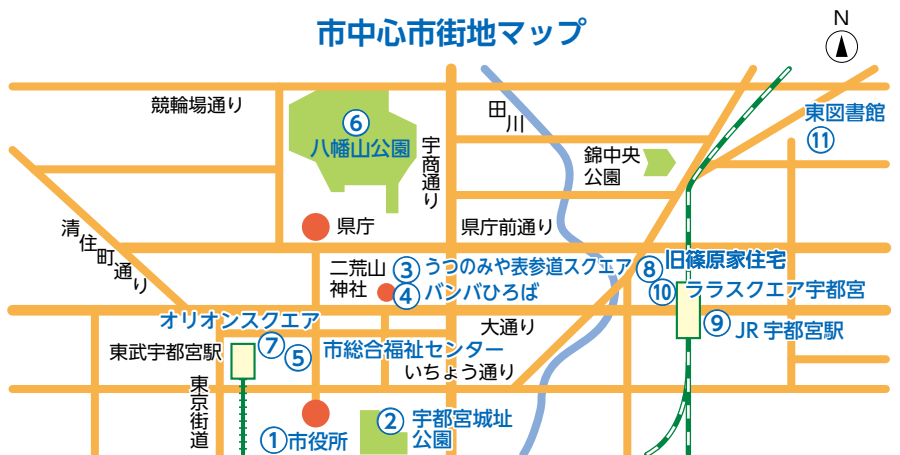 市中心市街地マップ
N
競輪場通り
⑥
八幡山公園
宇商通り
田川
錦中央
公園
東図書館
⑪
清住町通り
県庁
県庁前通り
二荒山
神社
③うつのみや表参道スクエア
④バンバひろば
⑧旧篠原家住宅
⑩ララスクエア宇都宮
⑨JR宇都宮駅
大通り
オリオンスクエア
⑦
東武宇都宮駅
⑤市総合福祉センター
いちょう通り
東京街道
①市役所
②宇都宮城址
公園